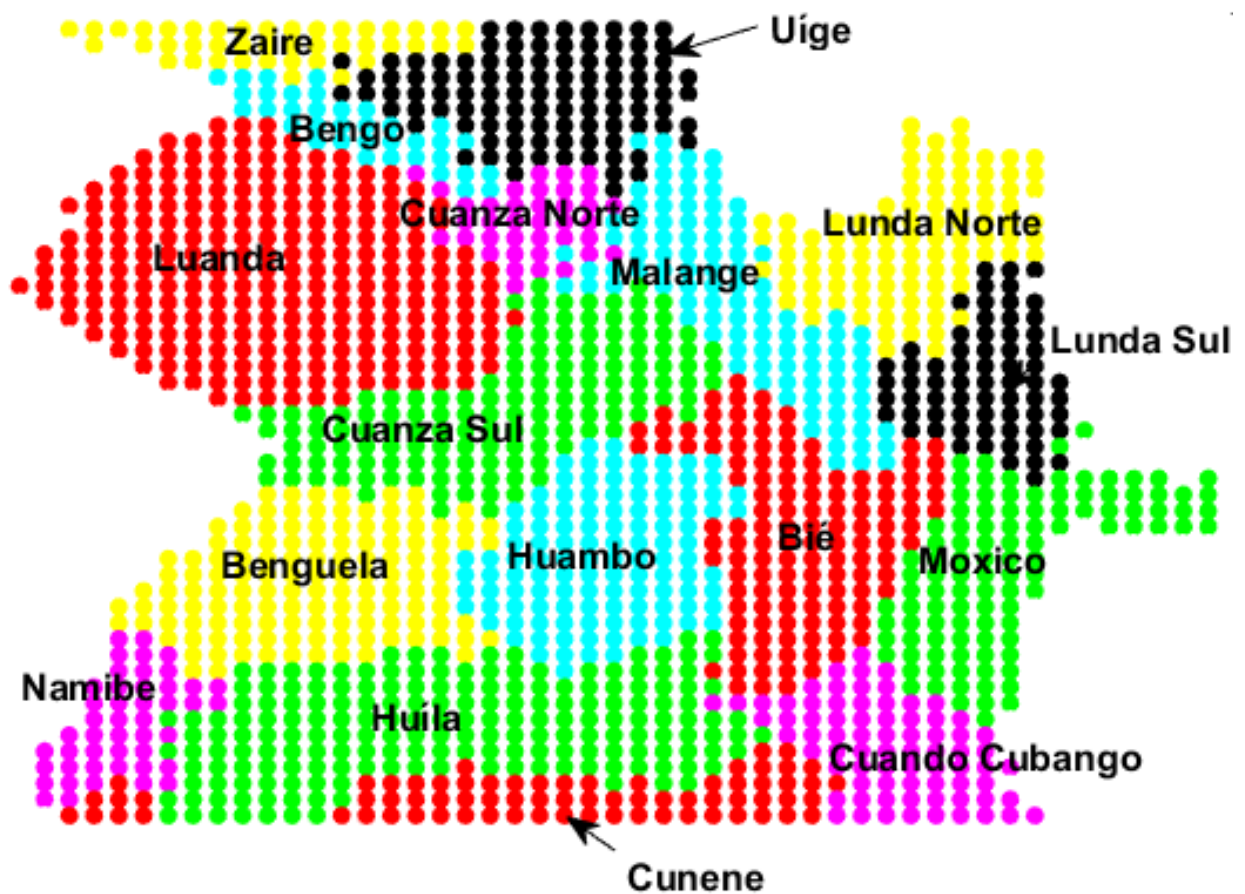 Uíge
Zaire
Bengo
Cuanza Norte
Lunda Norte
Luanda
Malange
Lunda Sul
Cuanza Sul
Bié
Huambo
Moxico
Benguela
Namibe
Huíla
Cuando Cubango
Cunene